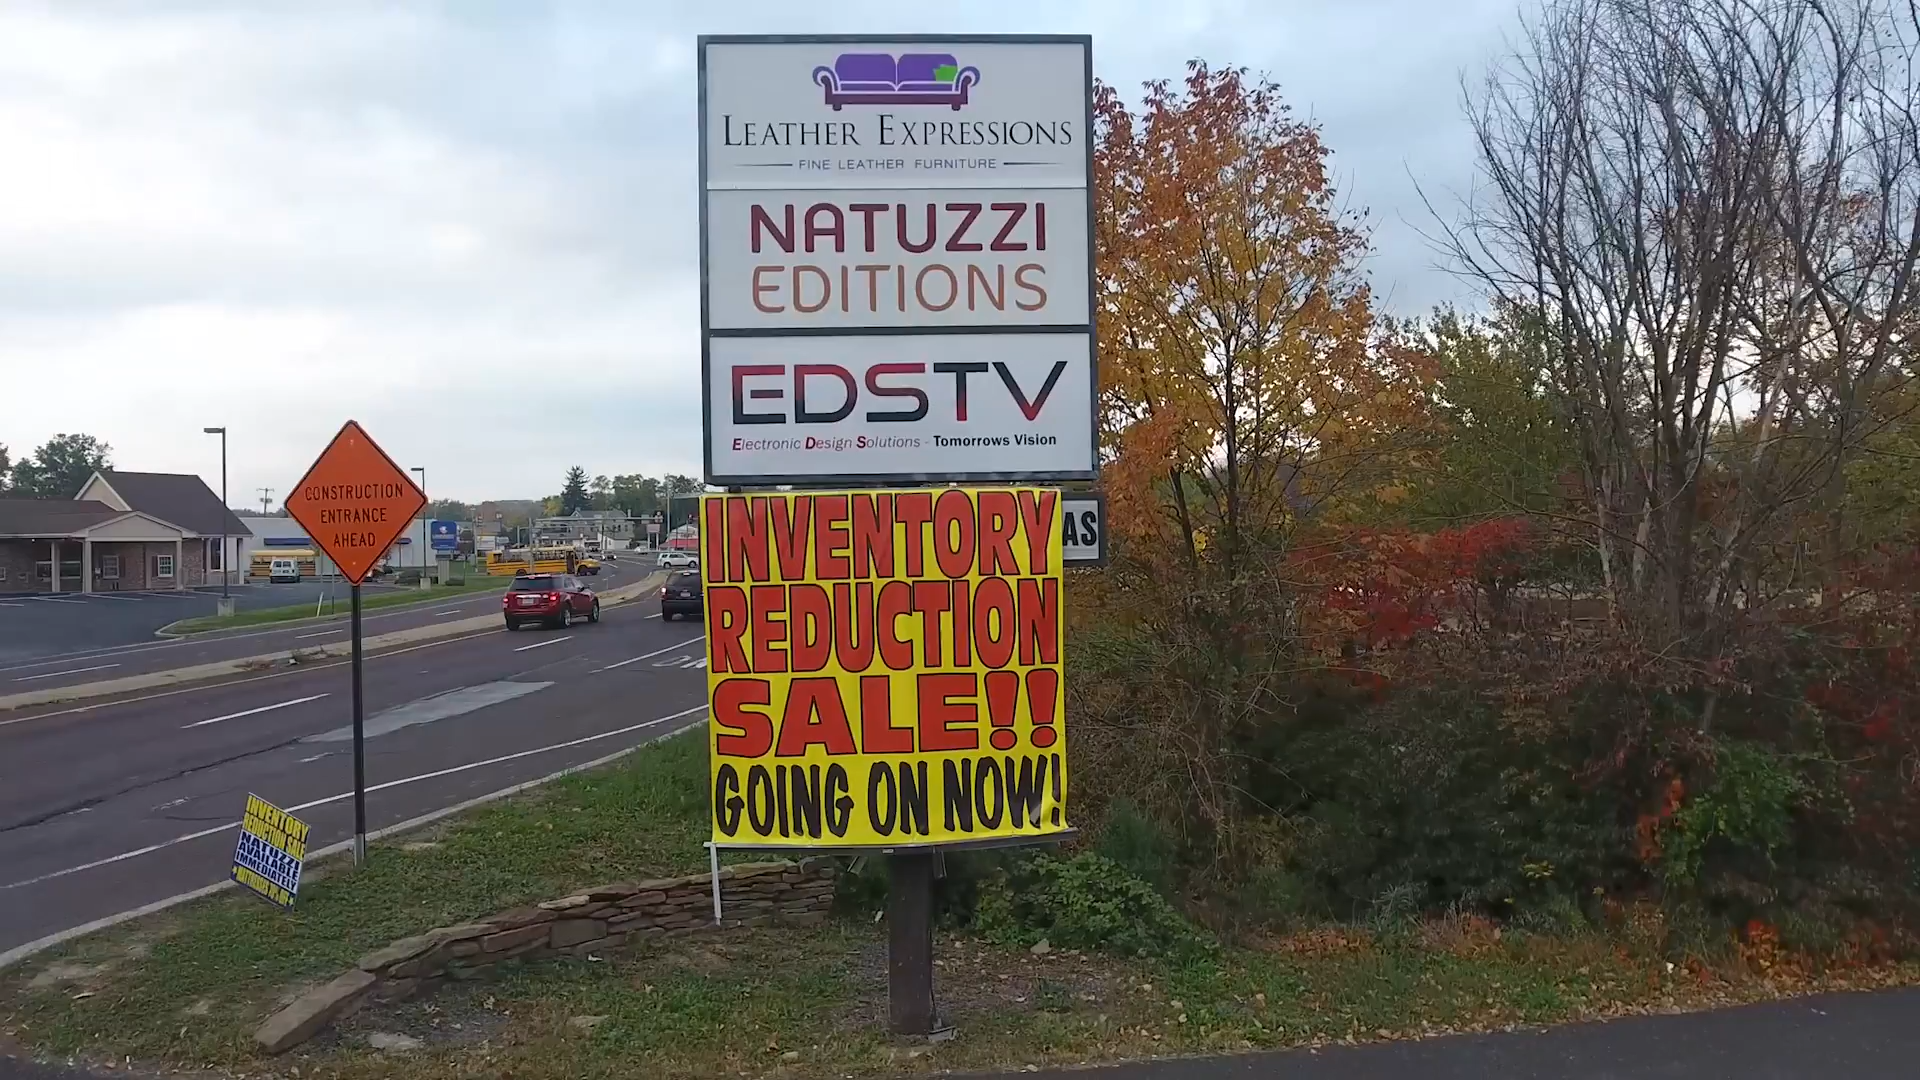 LEATHER EXPRESSIONS
FINE LEATHER FURNITURE
NATUZZI
EDITIONS
EDSTV
Electronic Design Solutions - Tomorrows Vision
INVENTORY
REDUCTION
SALE!!
GOING ON NOW!
AS
CONSTRUCTION
ENTRANCE
AHEAD
INVENTORY
REDUCTION SALE
NATUZZI
AVAILABLE
IMMEDIATELY